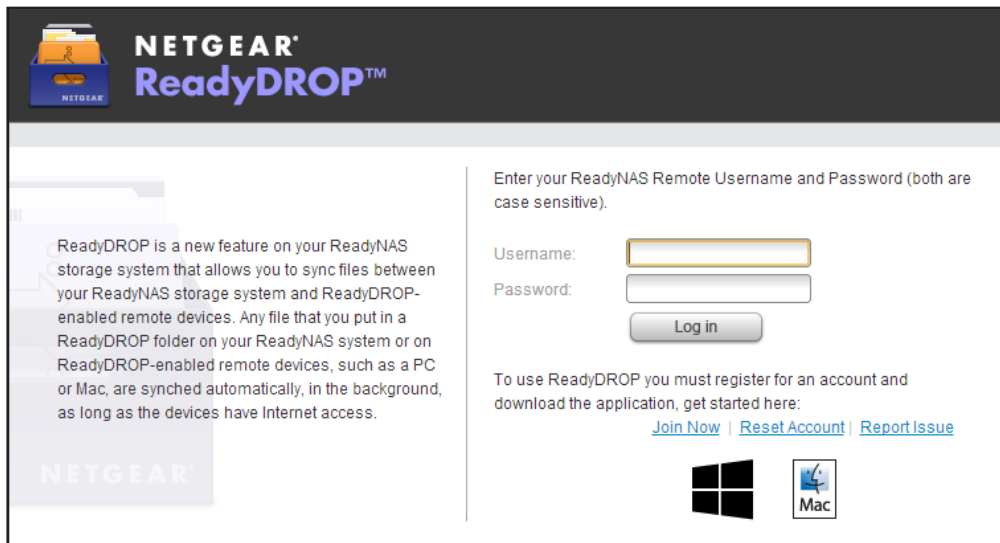 NETGEAR
NETGEAR®
ReadyDROP™
ReadyDROP is a new feature on your ReadyNAS
storage system that allows you to sync files between
your ReadyNAS storage system and ReadyDROP-
enabled remote devices. Any file that you put in a
ReadyDROP folder on your ReadyNAS system or on
ReadyDROP-enabled remote devices, such as a PC
or Mac, are synched automatically, in the background,
as long as the devices have Internet access.
NETGEAR
Enter your ReadyNAS Remote Username and Password (both are
case sensitive).
Username:
Password:
Log in
To use ReadyDROP you must register for an account and
download the application, get started here:
Join Now | Reset Account | Report Issue
Mac